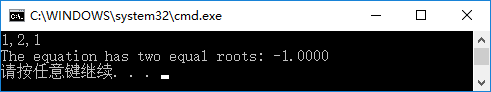 C:\WINDOWS\system32\cmd.exe
1,2,1
The equation has two equal roots: -1.0000
请按任意键继续. . .